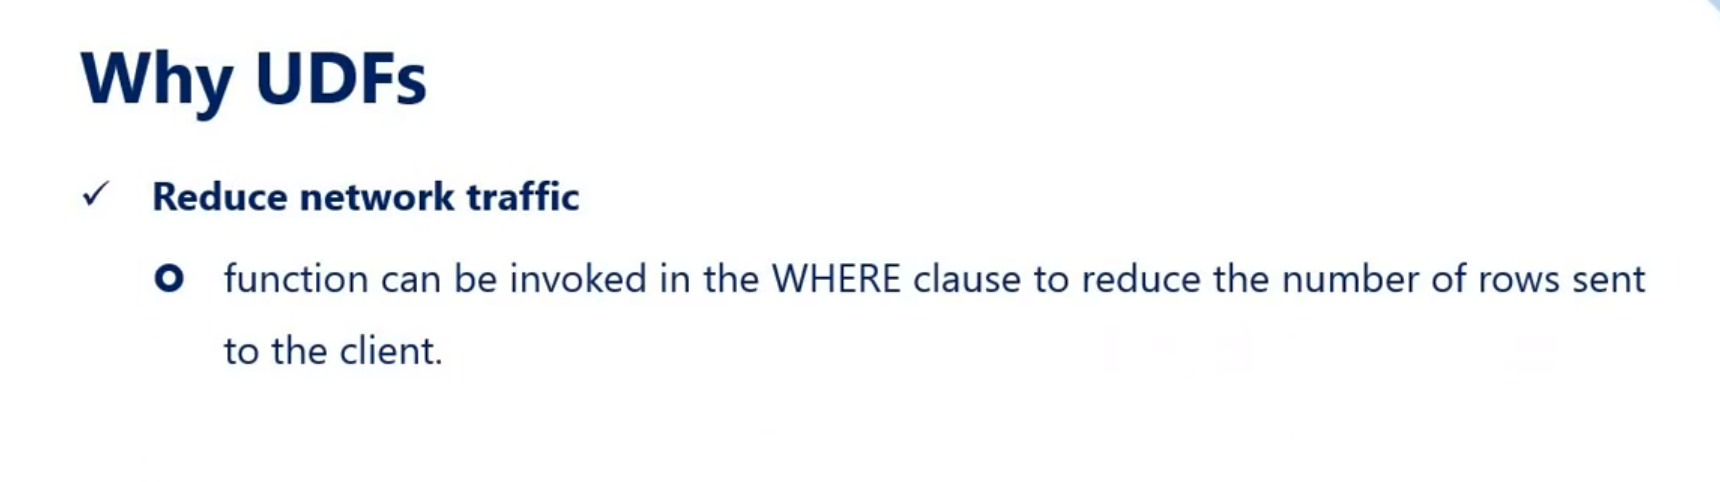 Why UDFs
✓ Reduce network traffic
function can be invoked in the WHERE clause to reduce the number of rows sent
to the client.